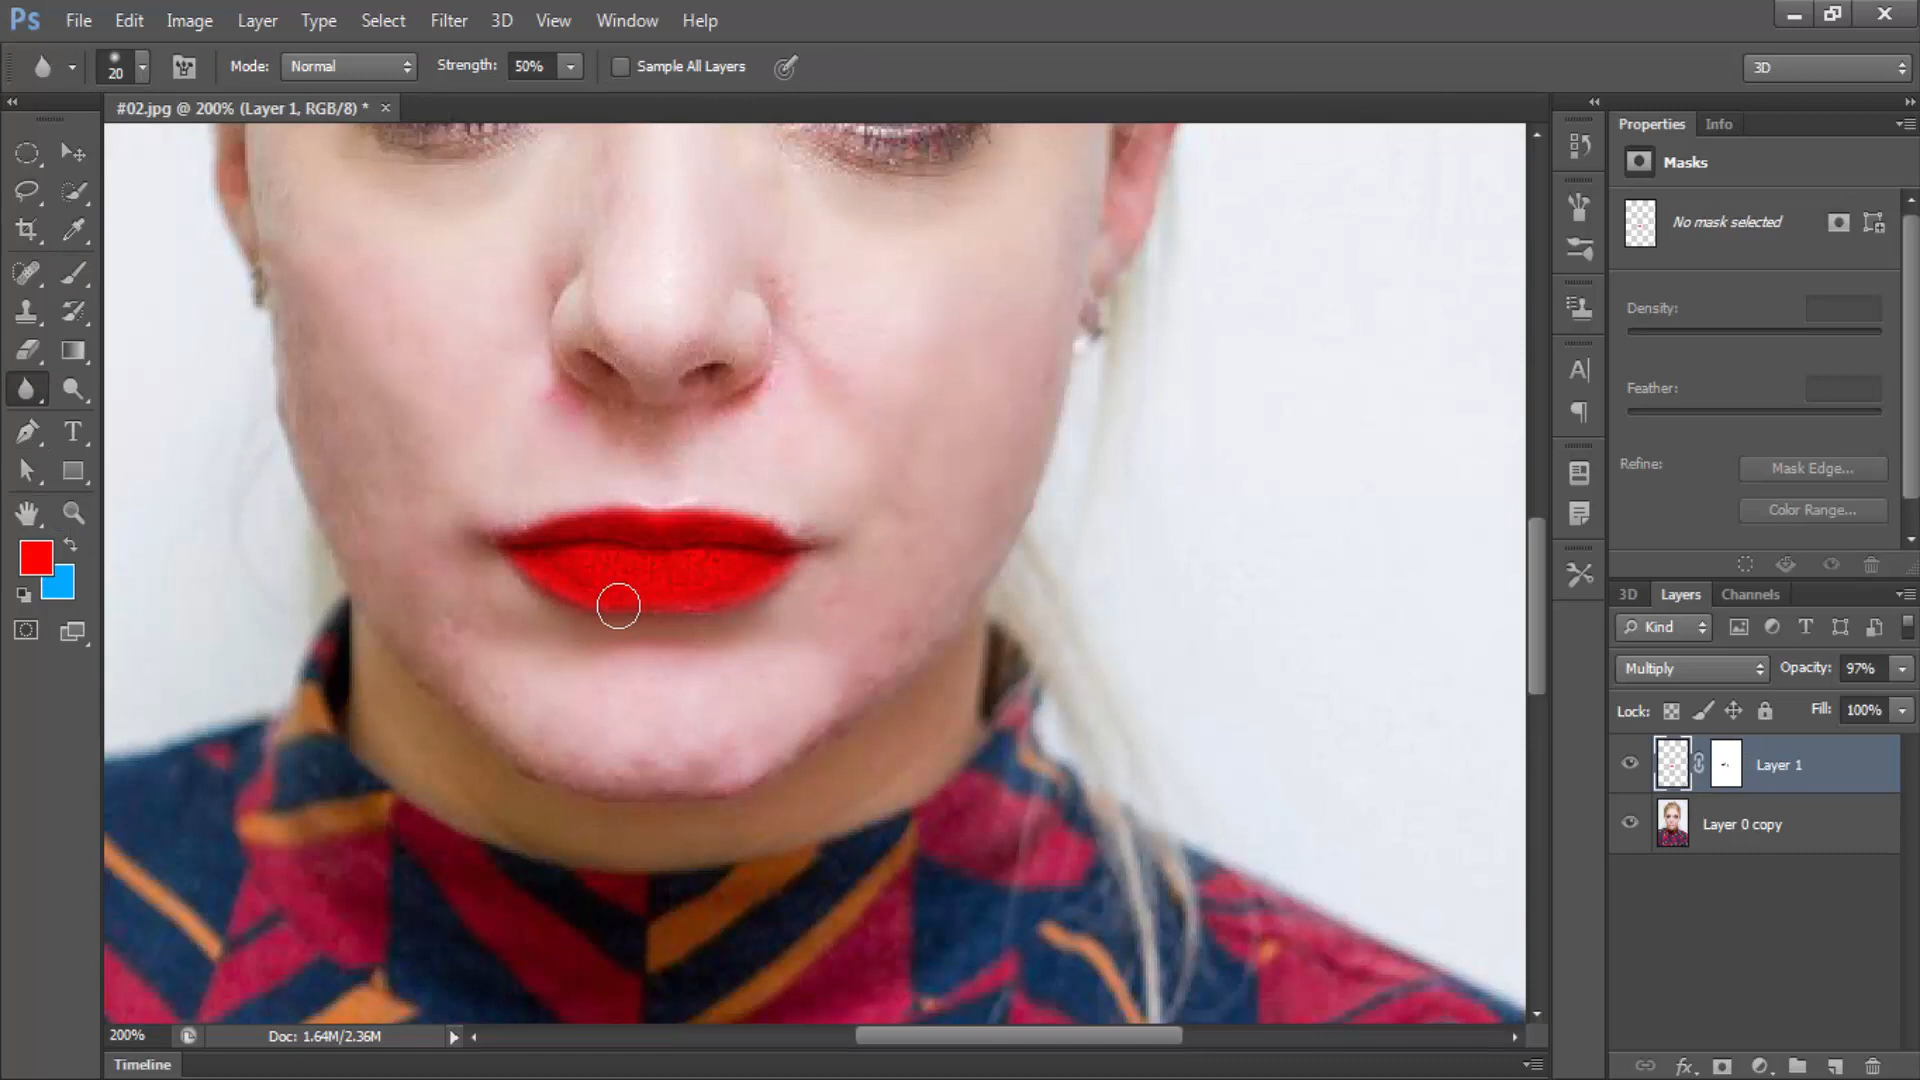 Ps File Edit Image Layer Type Select Filter 3D View Window Help
20 Mode: Normal Strength: 50% Sample All Layers 3D
#02.jpg @ 200% (Layer 1, RGB/8) * ×
Properties Info
Masks
No mask selected
Density:
Feather:
Refine: Mask Edge...
Color Range...
3D Layers Channels
Kind
Multiply Opacity: 97%
Lock: Fill: 100%
Layer 1
Layer 0 copy
200% Doc: 1.64M/2.36M
Timeline